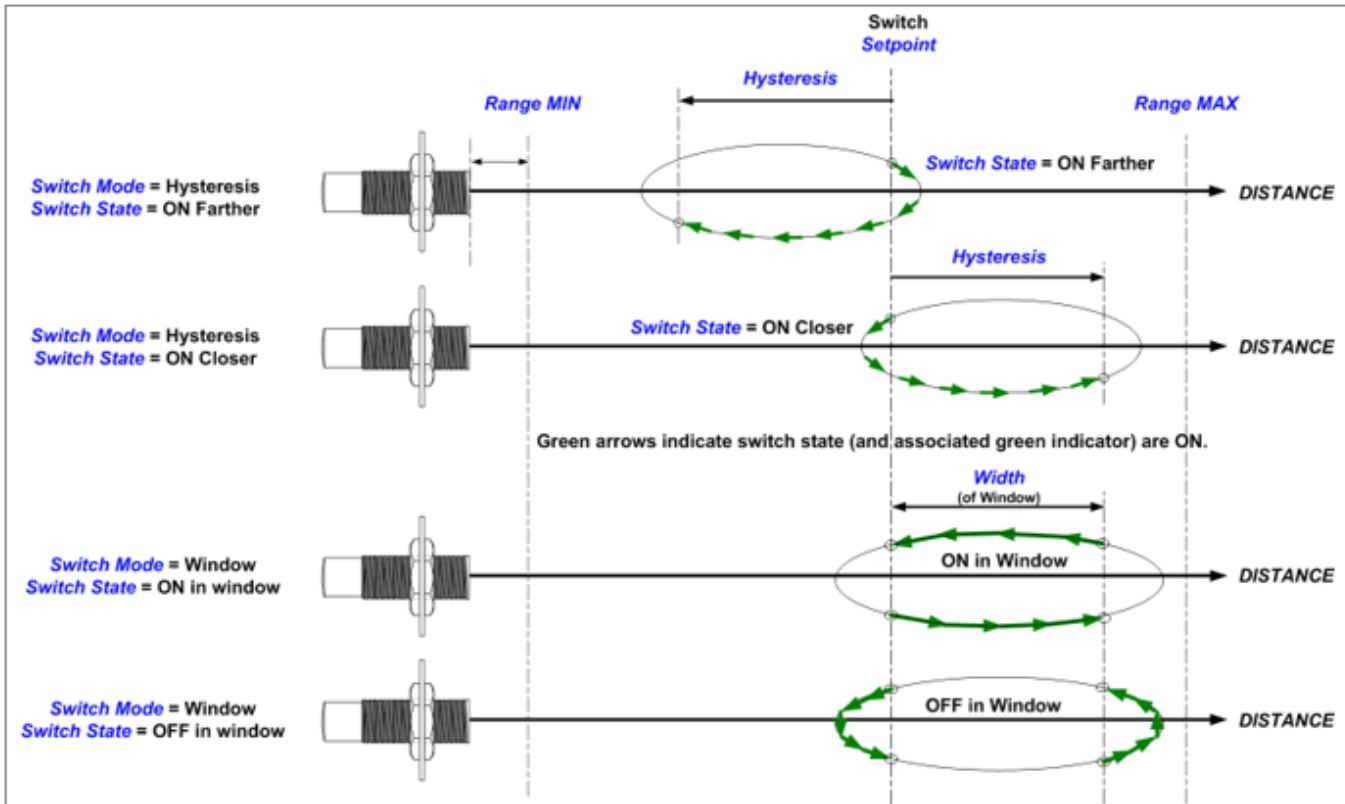 Switch
Setpoint
Hysteresis
Range MIN
Range MAX
Switch Mode = Hysteresis
Switch State = ON Farther
Switch State = ON Farther
DISTANCE
Hysteresis
Switch Mode = Hysteresis
Switch State = ON Closer
Switch State = ON Closer
DISTANCE
Green arrows indicate switch state (and associated green indicator) are ON.
Width
(of Window)
Switch Mode = Window
Switch State = ON in window
ON in Window
DISTANCE
Switch Mode = Window
Switch State = OFF in window
OFF in Window
DISTANCE